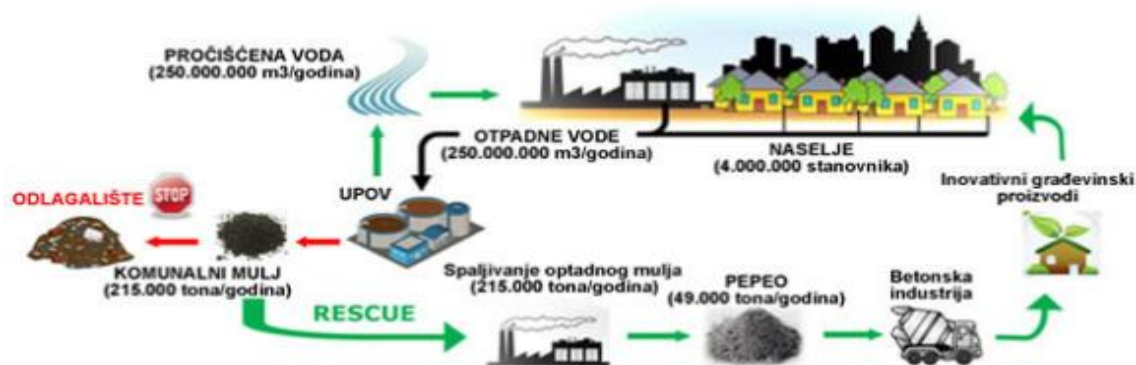 PROČIŠĆENA VODA
(250.000.000 m3/godina)
OTPADNE VODE
(250.000.000 m3/godina)
NASELJE
(4.000.000 stanovnika)
UPOV
ODLAGALIŠTE
STOP
KOMUNALNI MULJ
(215.000 tona/godina)
RESCUE
Spaljivanje optadnog mulja
(215.000 tona/godina)
PEPEO
(49.000 tona/godina)
Betonska
industrija
Inovativni građevinski
proizvodi